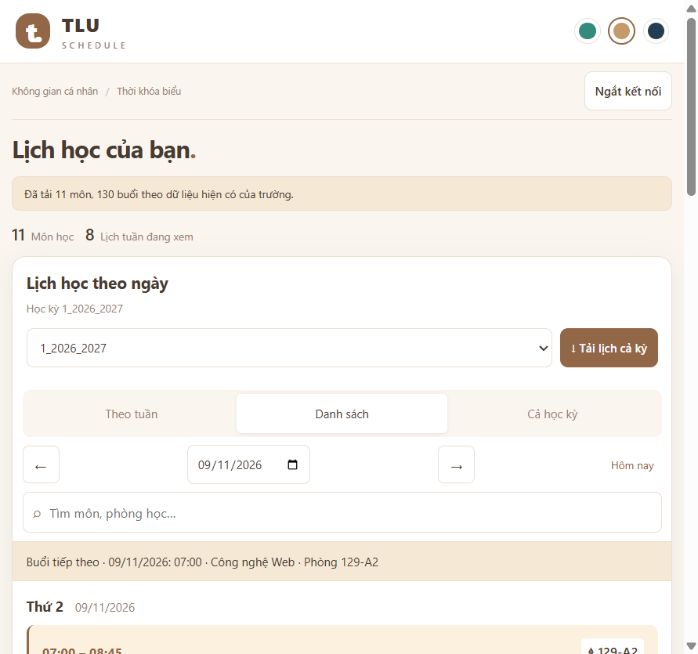 t TLU
SCHEDULE
Không gian cá nhân / Thời khóa biểu
Ngắt kết nối
Lịch học của bạn.
Đã tải 11 môn, 130 buổi theo dữ liệu hiện có của trường.
11 Môn học 8 Lịch tuần đang xem
Lịch học theo ngày
Học kỳ 1_2026_2027
1_2026_2027
↓ Tải lịch cả kỳ
Theo tuần Danh sách Cả học kỳ
← 09/11/2026 → Hôm nay
⌕ Tìm môn, phòng học...
Buổi tiếp theo · 09/11/2026: 07:00 · Công nghệ Web · Phòng 129-A2
Thứ 2 09/11/2026
07:00 – 08:45 129-A2